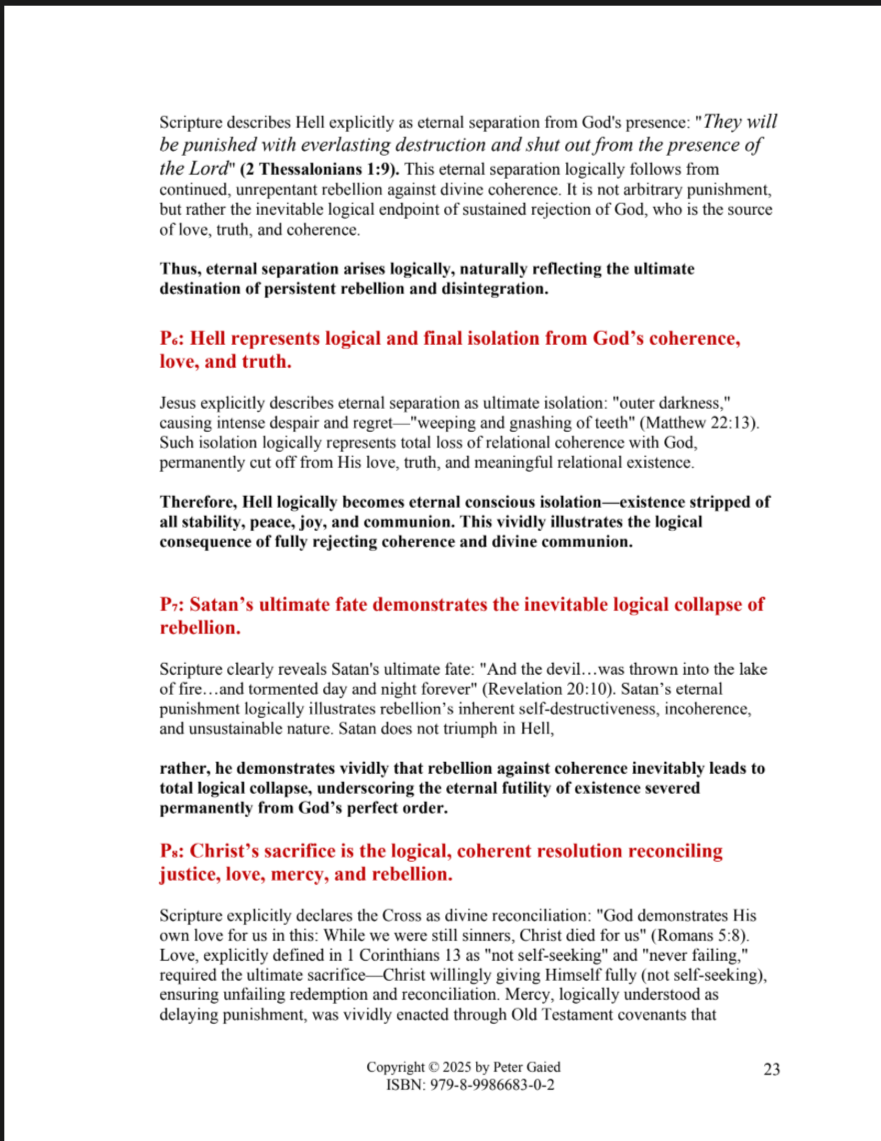 Scripture describes Hell explicitly as eternal separation from God's presence: "They will
be punished with everlasting destruction and shut out from the presence of
the Lord" (2 Thessalonians 1:9). This eternal separation logically follows from
continued, unrepentant rebellion against divine coherence. It is not arbitrary punishment,
but rather the inevitable logical endpoint of sustained rejection of God, who is the source
of love, truth, and coherence.
Thus, eternal separation arises logically, naturally reflecting the ultimate
destination of persistent rebellion and disintegration.
P₆: Hell represents logical and final isolation from God’s coherence,
love, and truth.
Jesus explicitly describes eternal separation as ultimate isolation: "outer darkness,"
causing intense despair and regret—"weeping and gnashing of teeth" (Matthew 22:13).
Such isolation logically represents total loss of relational coherence with God,
permanently cut off from His love, truth, and meaningful relational existence.
Therefore, Hell logically becomes eternal conscious isolation—existence stripped of
all stability, peace, joy, and communion. This vividly illustrates the logical
consequence of fully rejecting coherence and divine communion.
P₇: Satan’s ultimate fate demonstrates the inevitable logical collapse of
rebellion.
Scripture clearly reveals Satan's ultimate fate: "And the devil…was thrown into the lake
of fire…and tormented day and night forever" (Revelation 20:10). Satan’s eternal
punishment logically illustrates rebellion’s inherent self-destructiveness, incoherence,
and unsustainable nature. Satan does not triumph in Hell,
rather, he demonstrates vividly that rebellion against coherence inevitably leads to
total logical collapse, underscoring the eternal futility of existence severed
permanently from God’s perfect order.
P₈: Christ’s sacrifice is the logical, coherent resolution reconciling
justice, love, mercy, and rebellion.
Scripture explicitly declares the Cross as divine reconciliation: "God demonstrates His
own love for us in this: While we were still sinners, Christ died for us" (Romans 5:8).
Love, explicitly defined in 1 Corinthians 13 as "not self-seeking" and "never failing,"
required the ultimate sacrifice—Christ willingly giving Himself fully (not self-seeking),
ensuring unfailing redemption and reconciliation. Mercy, logically understood as
delaying punishment, was vividly enacted through Old Testament covenants that
Copyright © 2025 by Peter Gaied
ISBN: 979-8-9986683-0-2
23